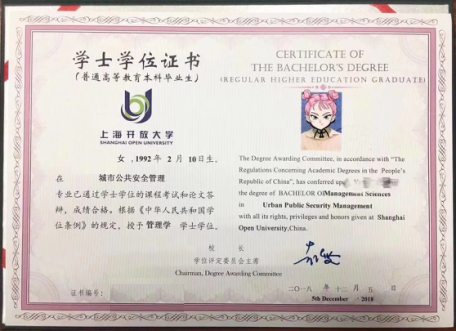 学士学位证书
(普通高等教育本科毕业生)
上海开放大学
SHANGHAI OPEN UNIVERSITY
女，1992年 2月 10日生。
在 城市公共安全管理
专业已通过学士学位的课程考试和论文答
辩，成绩合格。根据《中华人民共和国学
位条例》的规定，授予 管理学 学士学位。
校 长
学位评定委员会主席
Chairman, Degree Awarding Committee
证书编号：
CERTIFICATE OF
THE BACHELOR'S DEGREE
(REGULAR HIGHER EDUCATION GRADUATE)
The Degree Awarding Committee, in accordance with "The
Regulations Concerning Academic Degrees in the People's
Republic of China", has conferred
the degree of BACHELOR OF Management Sciences
in Urban Public Security Management
with all its rights, privileges and honors given at Shanghai
Open University,China.
二〇一八年 十二月 五日
5th December , 2018